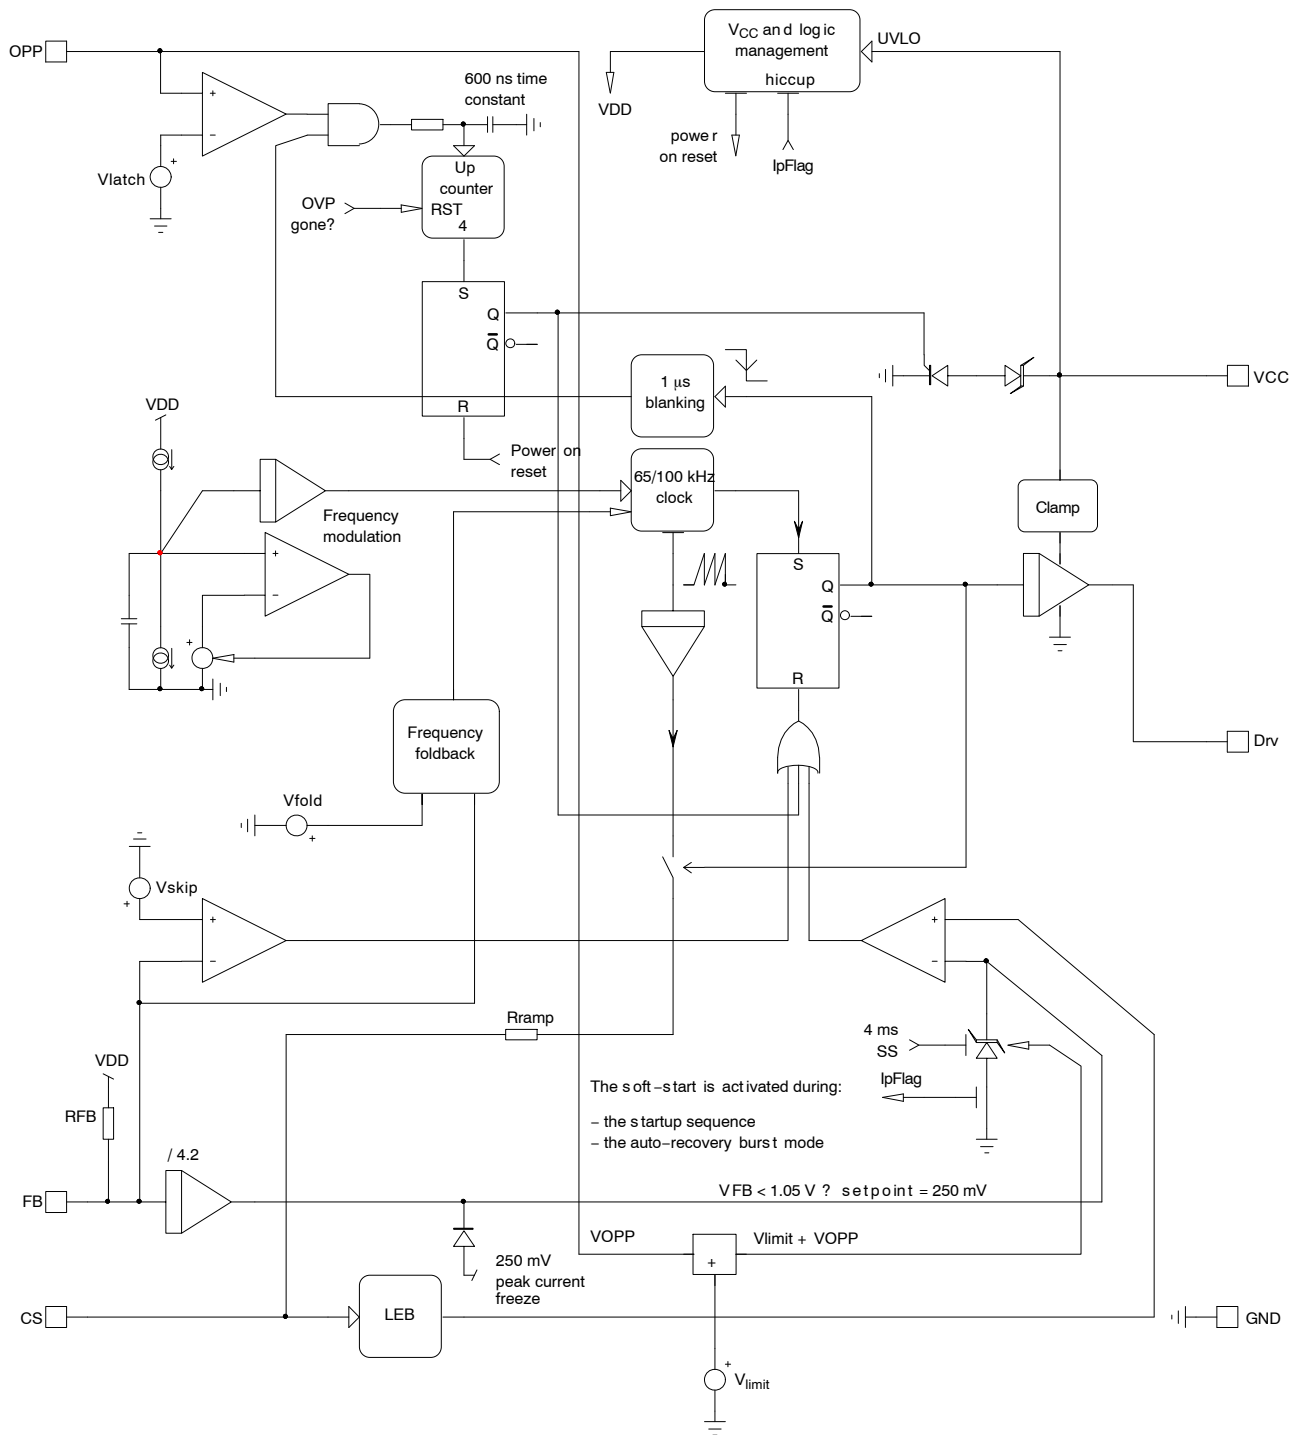 OPP
VCC and logic
management
hiccup
UVLO
VDD
power
on reset
IpFlag
600 ns time
constant
+
−
Vlatch
+
Up
counter
RST
4
OVP
gone?
S
Q
Q
R
Power on
reset
1 μs
blanking
VCC
VDD
65/100 kHz
clock
Frequency
modulation
Clamp
+
−
+
S
Q
Q
R
Frequency
foldback
Drv
Vfold
+
Vskip
+
+
−
+
−
Rramp
4 ms
SS
IpFlag
VDD
RFB
The soft−start is activated during:
− the startup sequence
− the auto−recovery burst mode
/ 4.2
FB
VFB < 1.05 V ? setpoint = 250 mV
VOPP
Vlimit + VOPP
+
250 mV
peak current
freeze
CS
LEB
GND
+
Vlimit